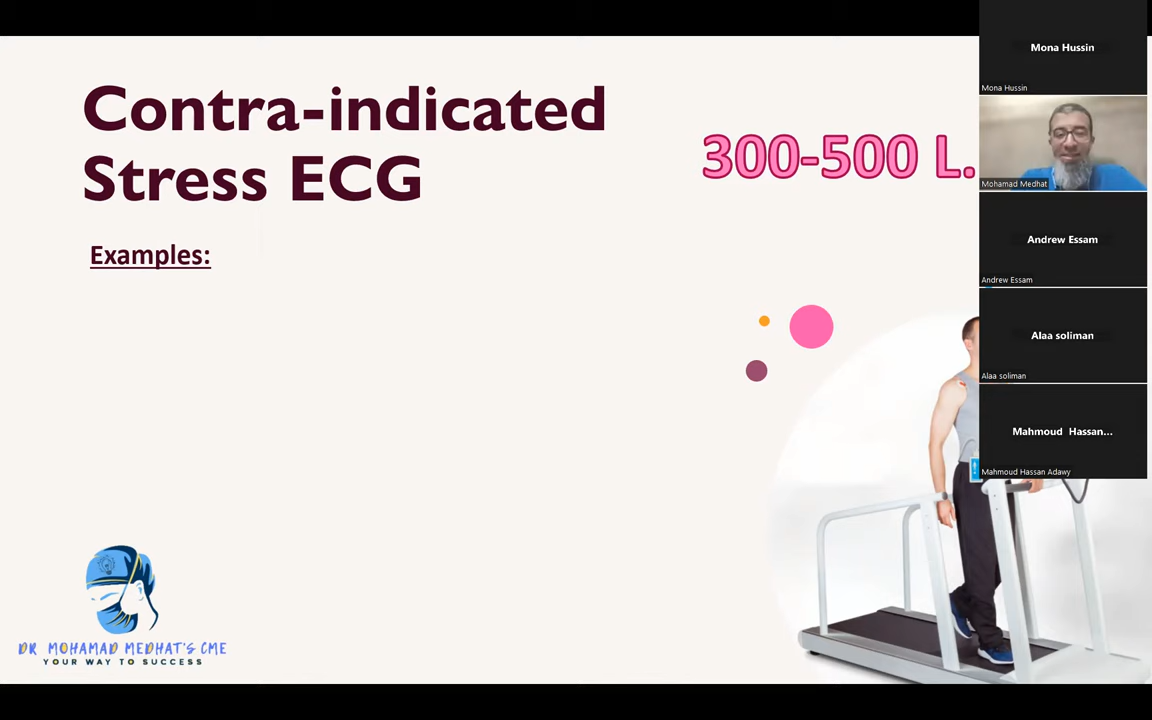 Contra-indicated
Stress ECG
300-500 L.
Examples:
Mona Hussin
Mona Hussin
Mohamad Medhat
Andrew Essam
Andrew Essam
Alaa soliman
Alaa soliman
Mahmoud Hassan...
Mahmoud Hassan Adawy
DR MOHAMAD MEDHAT'S CME
YOUR WAY TO SUCCESS